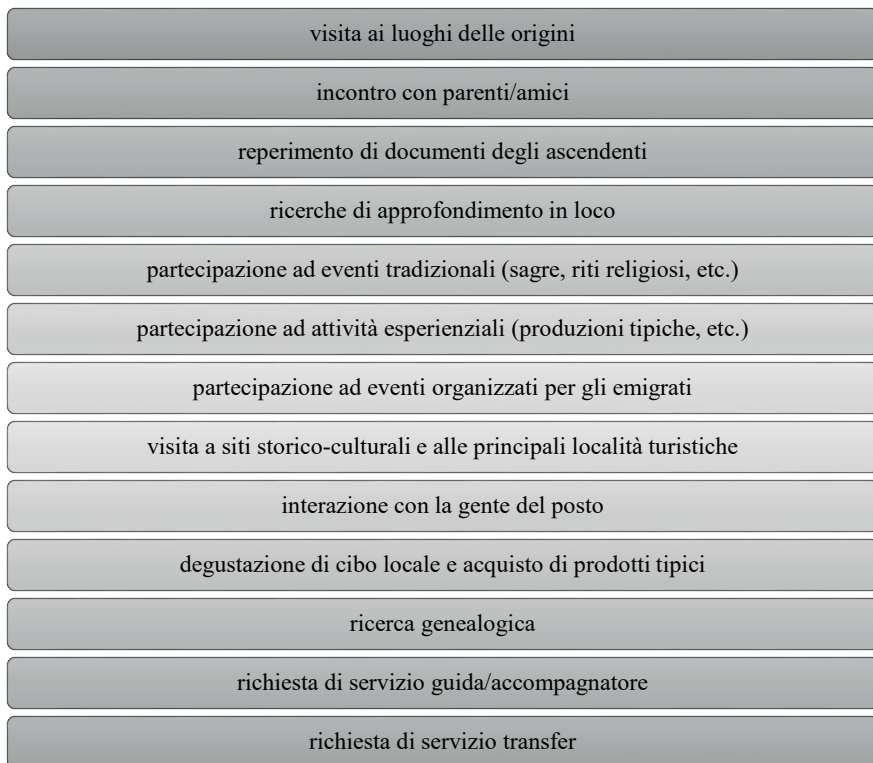 visita ai luoghi delle origini
incontro con parenti/amici
reperimento di documenti degli ascendenti
ricerche di approfondimento in loco
partecipazione ad eventi tradizionali (sagre, riti religiosi, etc.)
partecipazione ad attività esperienziali (produzioni tipiche, etc.)
partecipazione ad eventi organizzati per gli emigrati
visita a siti storico-culturali e alle principali località turistiche
interazione con la gente del posto
degustazione di cibo locale e acquisto di prodotti tipici
ricerca genealogica
richiesta di servizio guida/accompagnatore
richiesta di servizio transfer